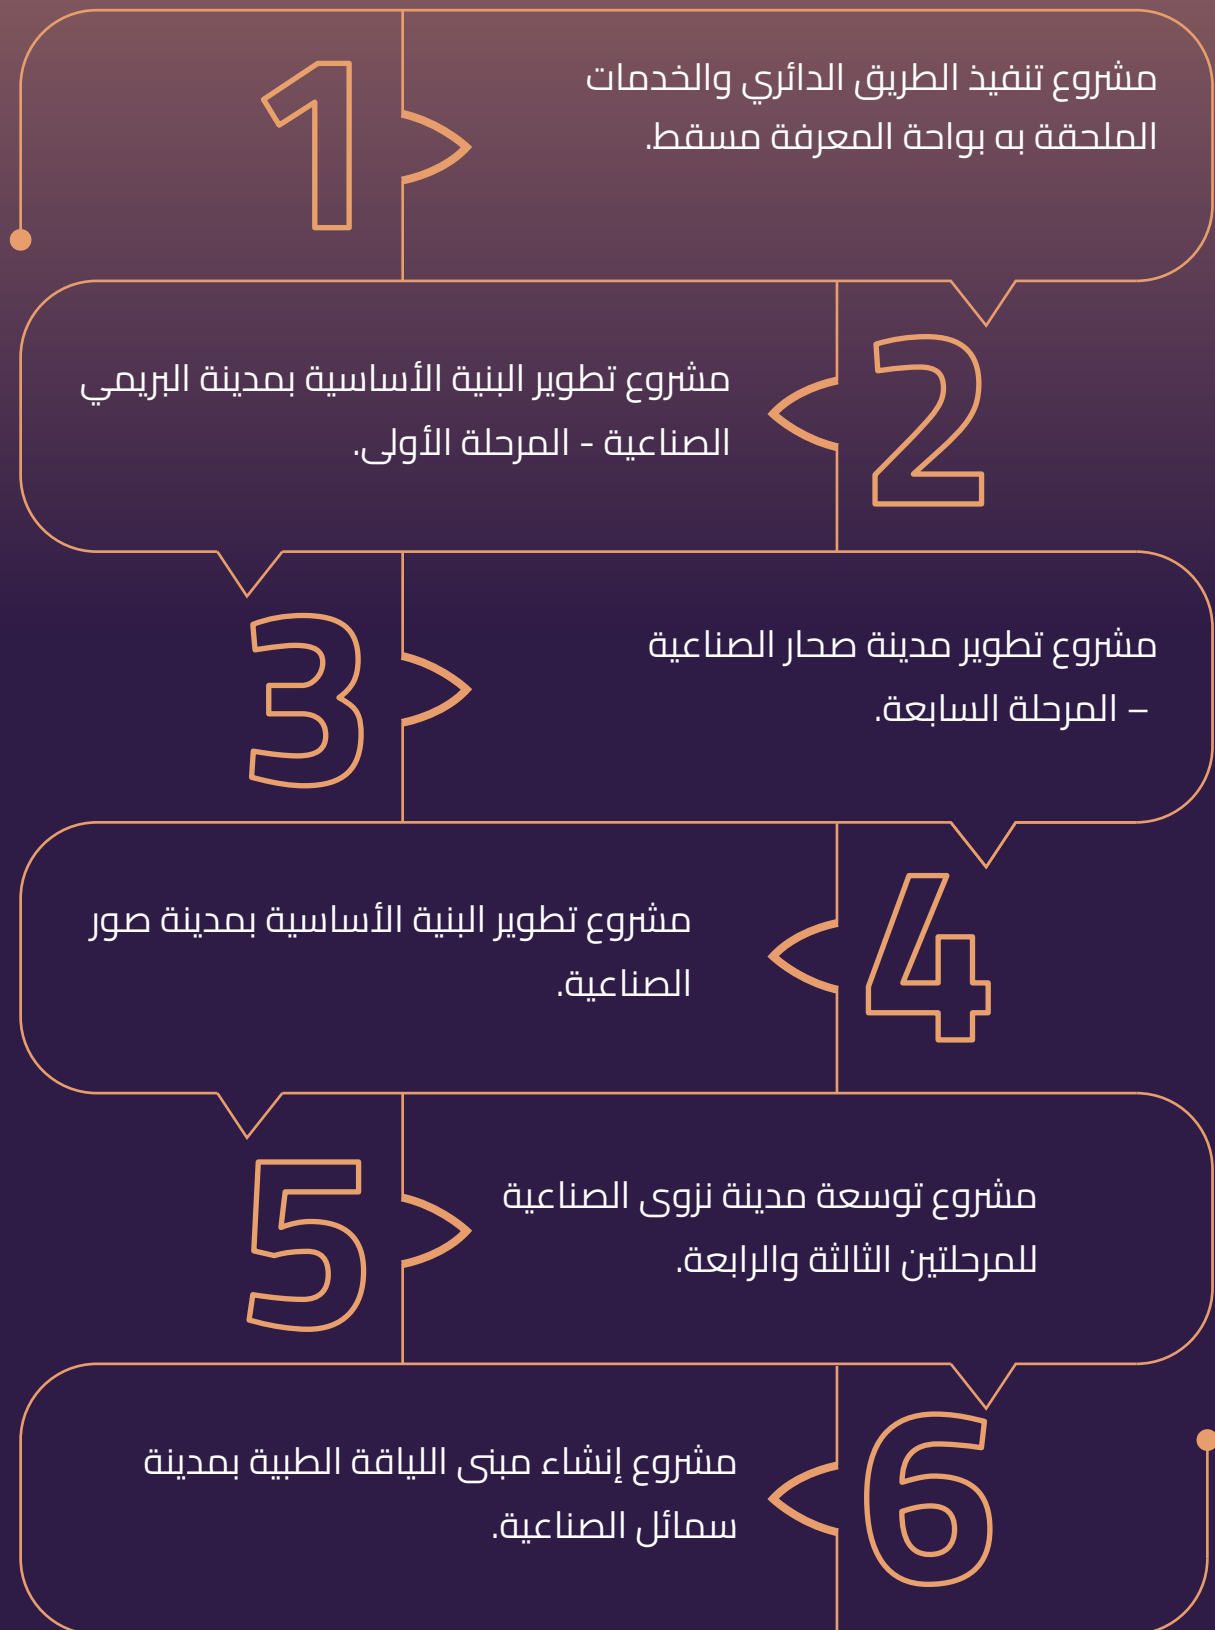 1
مشروع تنفيذ الطريق الدائري والخدمات
الملحقة به بواحة المعرفة مسقط.
2
مشروع تطوير البنية الأساسية بمدينة البريمي
الصناعية - المرحلة الأولى.
3
مشروع تطوير مدينة صحار الصناعية
– المرحلة السابعة.
4
مشروع تطوير البنية الأساسية بمدينة صور
الصناعية.
5
مشروع توسعة مدينة نزوى الصناعية
للمرحلتين الثالثة والرابعة.
6
مشروع إنشاء مبنى اللياقة الطبية بمدينة
سمائل الصناعية.